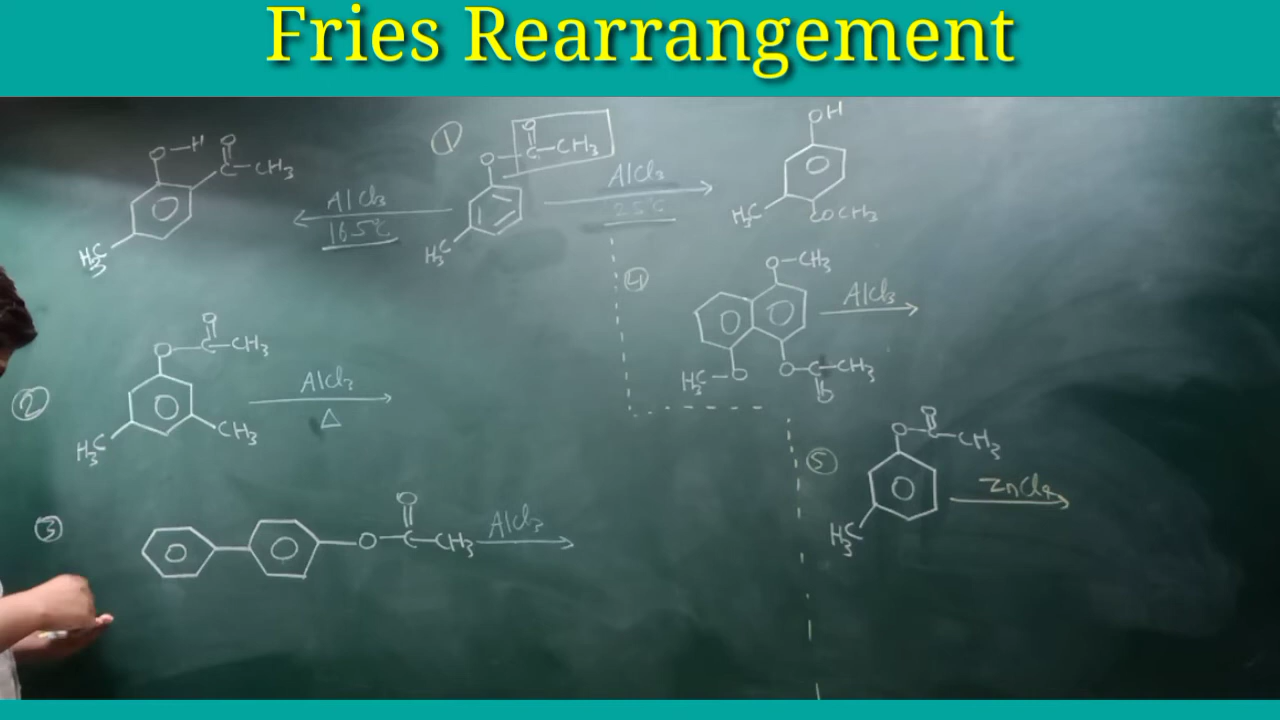 Fries Rearrangement
①
O
O—C—CH3
H3C
AlCl3
25°C
OH
H3C
COCH3
AlCl3
165°C
O—H
O
C—CH3
H3C
②
O
O—C—CH3
H3C
CH3
AlCl3
△
③
O
O—C—CH3
AlCl3
④
O—CH3
H3C—O
O—C—CH3
O
AlCl3
⑤
O
O—C—CH3
H3C
ZnCl2